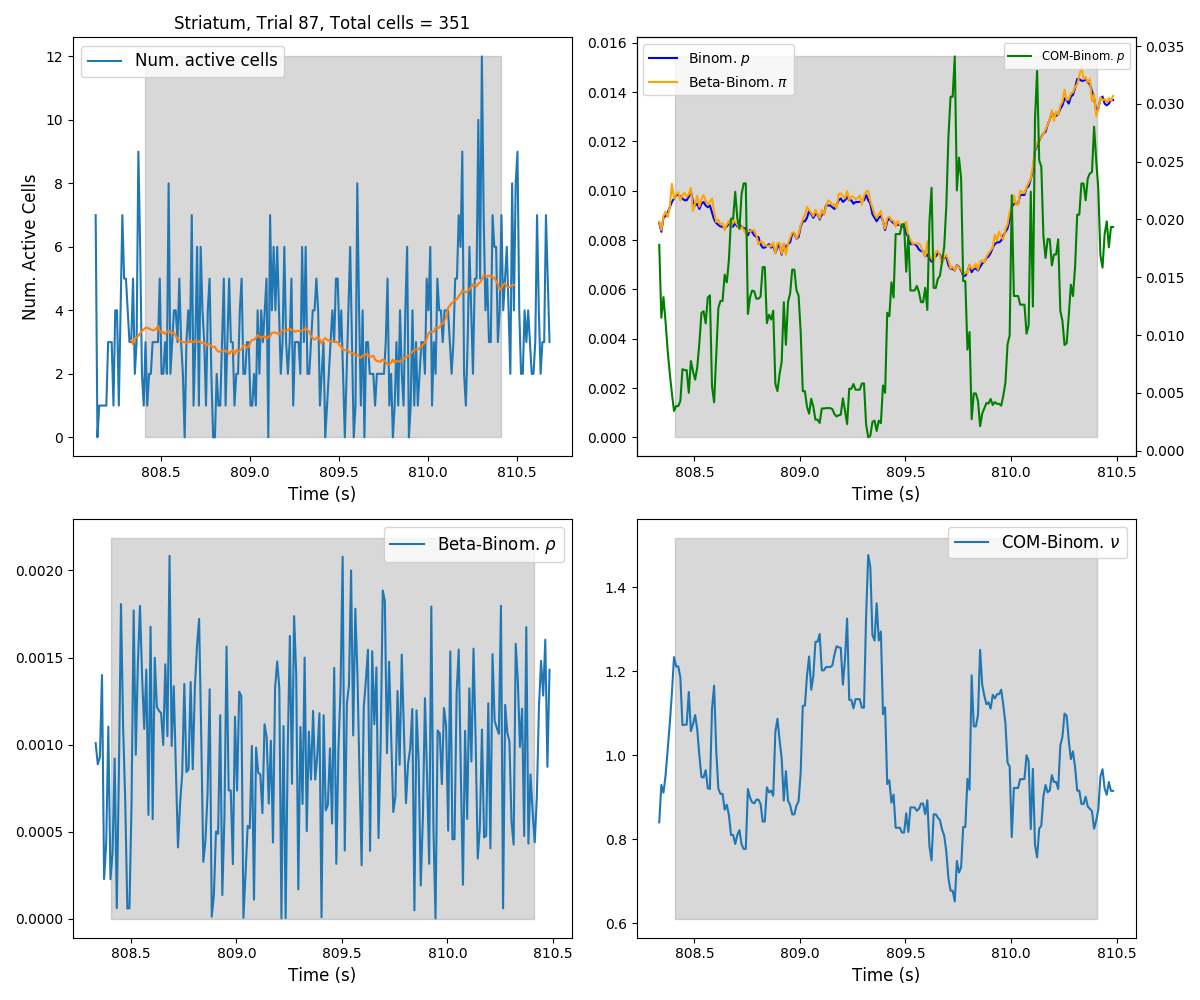 Striatum, Trial 87, Total cells = 351
Num. active cells
Num. Active Cells
12
10
8
6
4
2
0
808.5 809.0 809.5 810.0 810.5
Time (s)
Binom. p
Beta-Binom. π
COM-Binom. p
0.016
0.014
0.012
0.010
0.008
0.006
0.004
0.002
0.000
0.035
0.030
0.025
0.020
0.015
0.010
0.005
0.000
808.5 809.0 809.5 810.0 810.5
Time (s)
Beta-Binom. ρ
0.0020
0.0015
0.0010
0.0005
0.0000
808.5 809.0 809.5 810.0 810.5
Time (s)
COM-Binom. ν
1.4
1.2
1.0
0.8
0.6
808.5 809.0 809.5 810.0 810.5
Time (s)